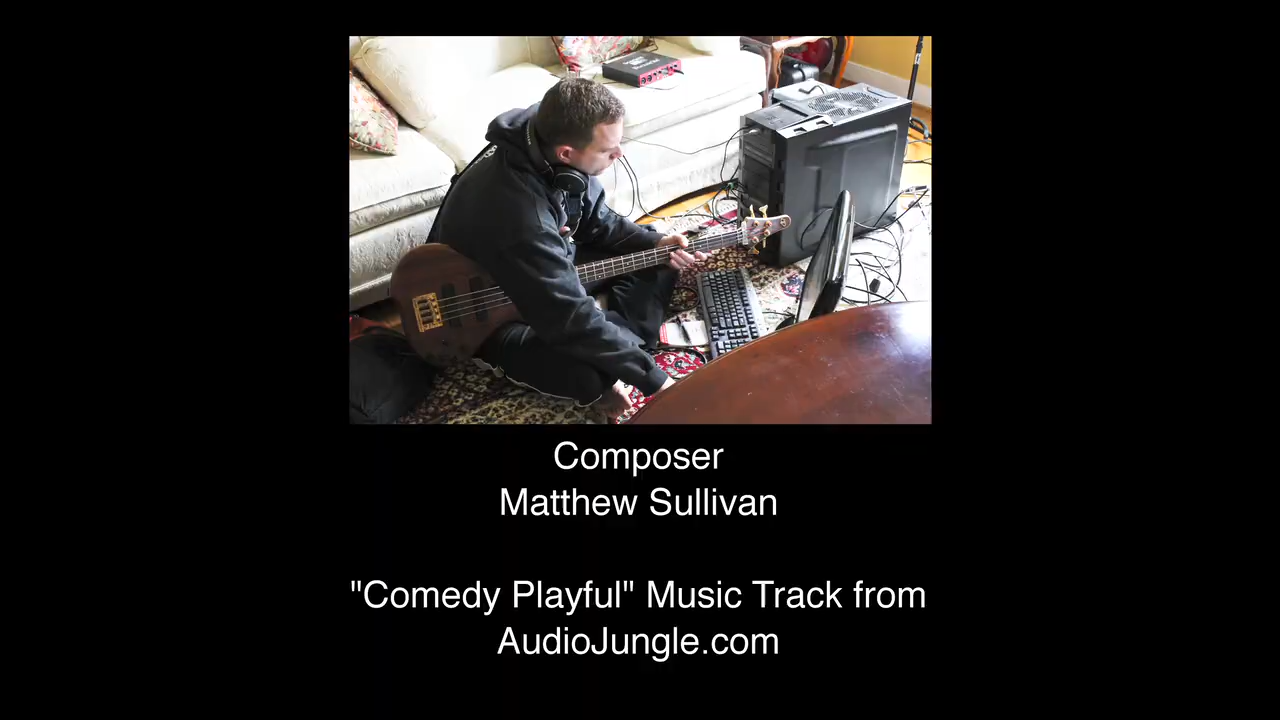 Composer
Matthew Sullivan
"Comedy Playful" Music Track from
AudioJungle.com